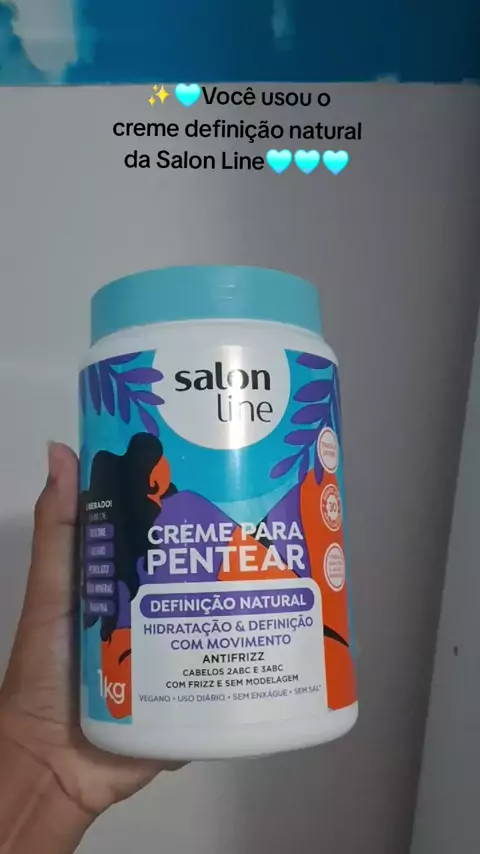 ✨🩵Você usou o
creme definição natural
da Salon Line🩵🩵🩵
salon
line
CREME PARA
PENTEAR
DEFINIÇÃO NATURAL
HIDRATAÇÃO & DEFINIÇÃO
COM MOVIMENTO
ANTIFRIZZ
CABELOS 2ABC E 3ABC
COM FRIZZ E SEM MODELAGEM
VEGANO • USO DIÁRIO • SEM ENXÁGUE • SEM SAL*
1kg